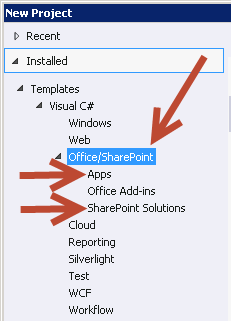 New Project
Recent
Installed
Templates
Visual C#
Windows
Web
Office/SharePoint
Apps
Office Add-ins
SharePoint Solutions
Cloud
Reporting
Silverlight
Test
WCF
Workflow